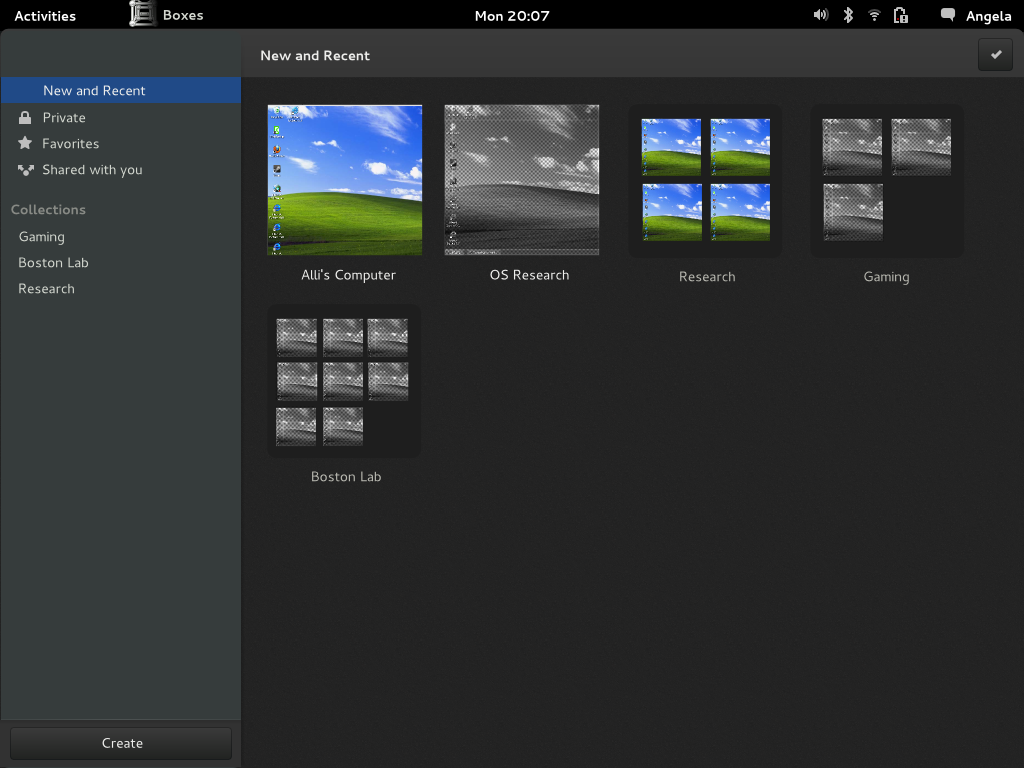 Activities
Boxes
Mon 20:07
Angela
New and Recent
Private
Favorites
Shared with you
Collections
Gaming
Boston Lab
Research
Create
New and Recent
Alli's Computer
OS Research
Research
Gaming
Boston Lab